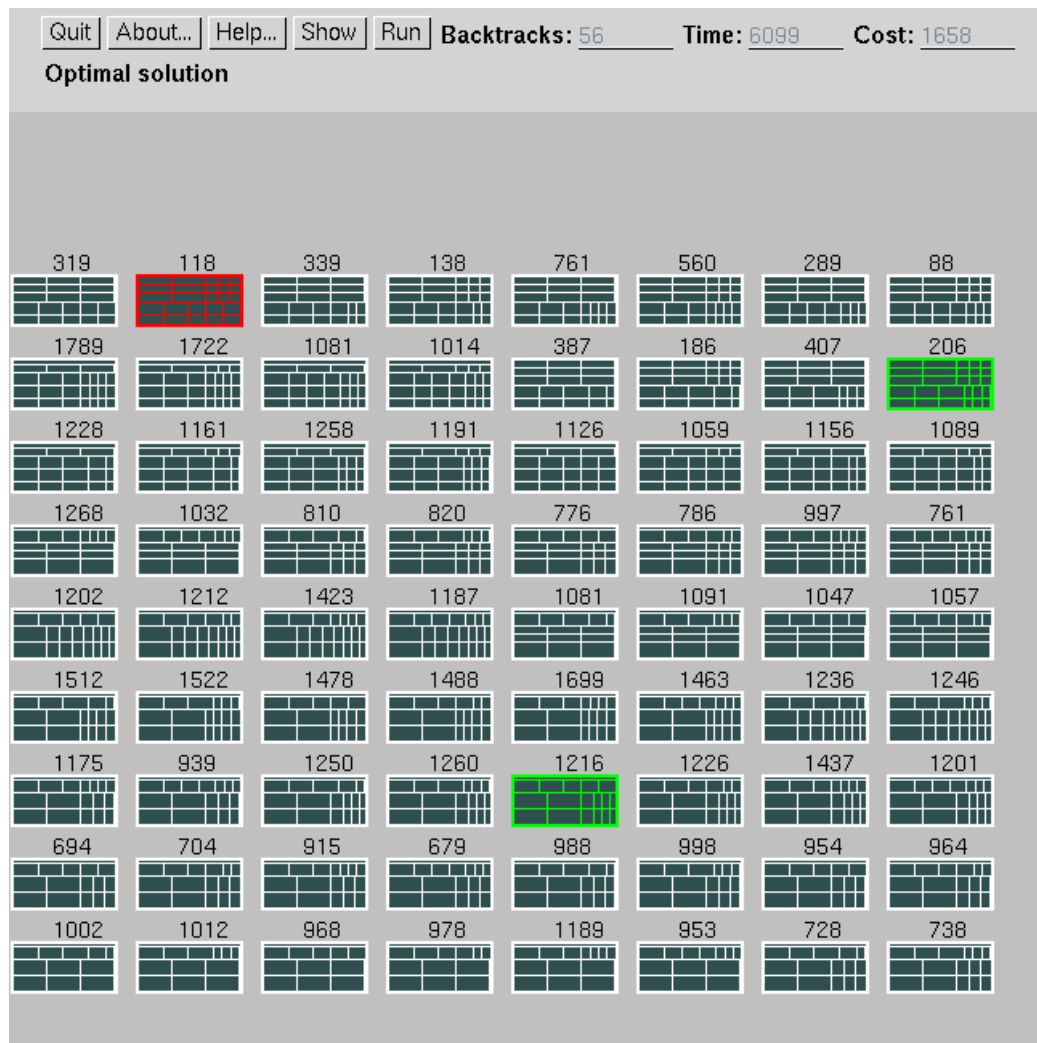 Quit About... Help... Show Run Backtracks: 56 Time: 6099 Cost: 1658
Optimal solution
319 118 339 138 761 560 289 88
1789 1722 1081 1014 387 186 407 206
1228 1161 1258 1191 1126 1059 1156 1089
1268 1032 810 820 776 786 997 761
1202 1212 1423 1187 1081 1091 1047 1057
1512 1522 1478 1488 1699 1463 1236 1246
1175 939 1250 1260 1216 1226 1437 1201
694 704 915 679 988 998 954 964
1002 1012 968 978 1189 953 728 738